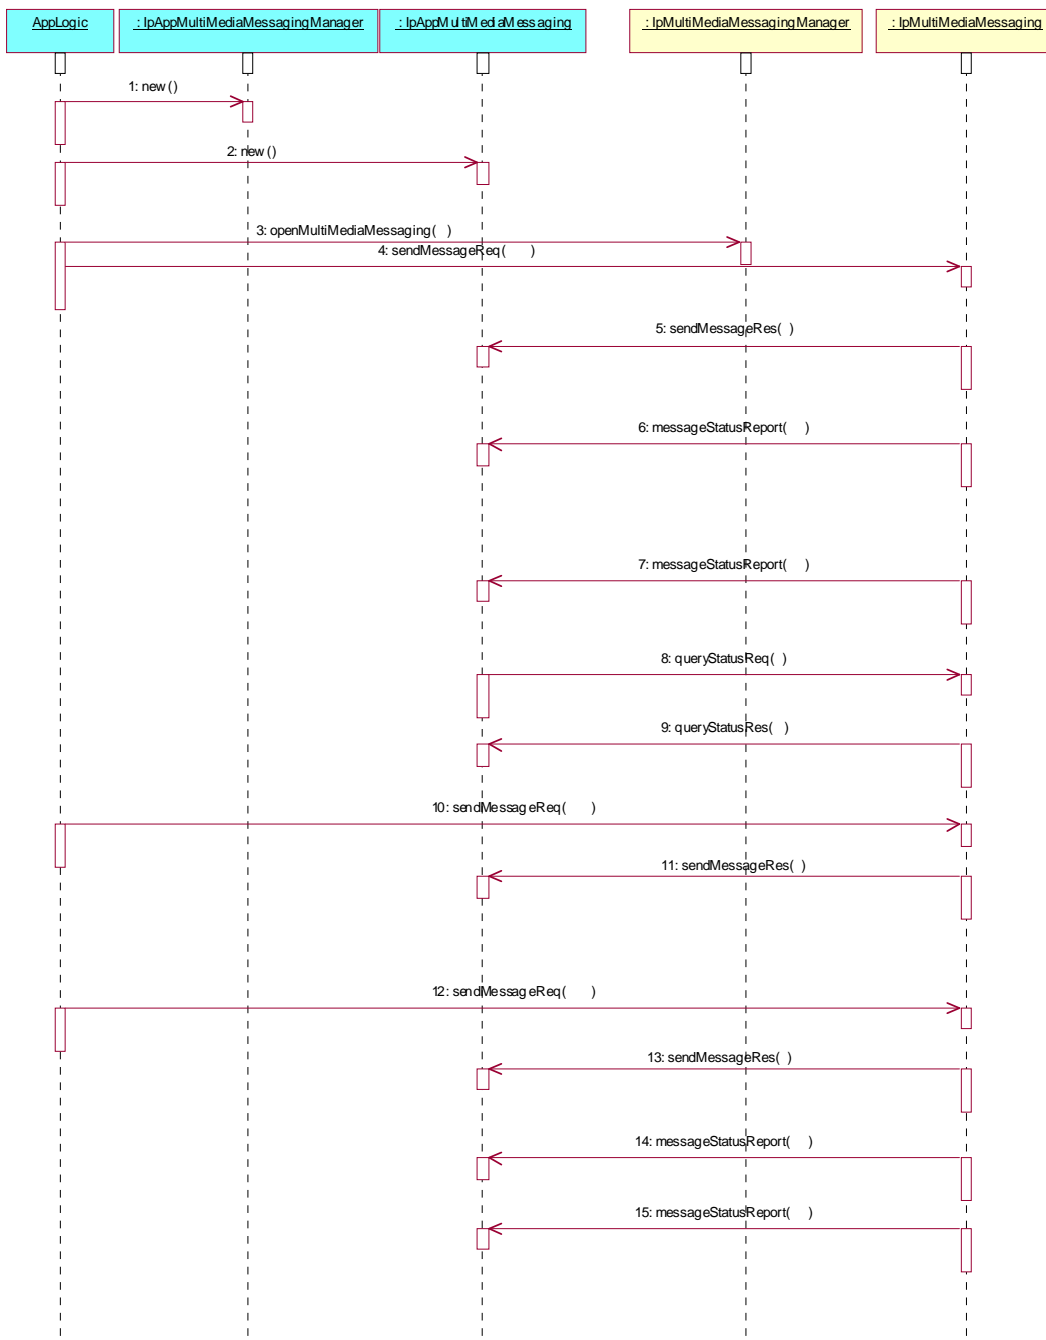 AppLogic
: IpAppMultiMediaMessagingManager
: IpAppMultiMediaMessaging
: IpMultiMediaMessagingManager
: IpMultiMediaMessaging
1: new()
2: new()
3: openMultiMediaMessaging( )
4: sendMessageReq( )
5: sendMessageRes( )
6: messageStatusReport( )
7: messageStatusReport( )
8: queryStatusReq( )
9: queryStatusRes( )
10: sendMessageReq( )
11: sendMessageRes( )
12: sendMessageReq( )
13: sendMessageRes( )
14: messageStatusReport( )
15: messageStatusReport( )